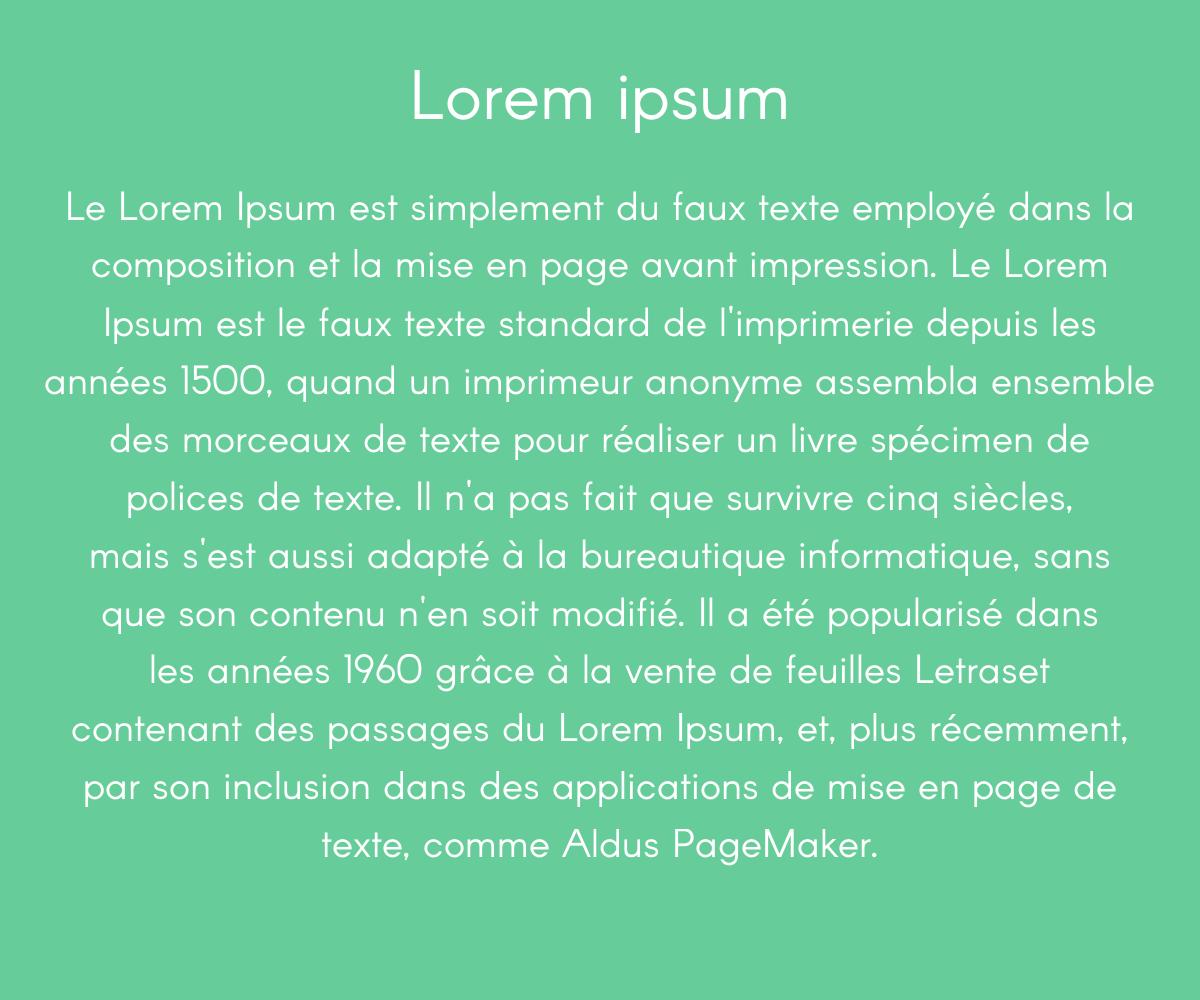 Lorem ipsum
Le Lorem Ipsum est simplement du faux texte employé dans la
composition et la mise en page avant impression. Le Lorem
Ipsum est le faux texte standard de l'imprimerie depuis les
années 1500, quand un imprimeur anonyme assembla ensemble
des morceaux de texte pour réaliser un livre spécimen de
polices de texte. Il n'a pas fait que survivre cinq siècles,
mais s'est aussi adapté à la bureautique informatique, sans
que son contenu n'en soit modifié. Il a été popularisé dans
les années 1960 grâce à la vente de feuilles Letraset
contenant des passages du Lorem Ipsum, et, plus récemment,
par son inclusion dans des applications de mise en page de
texte, comme Aldus PageMaker.